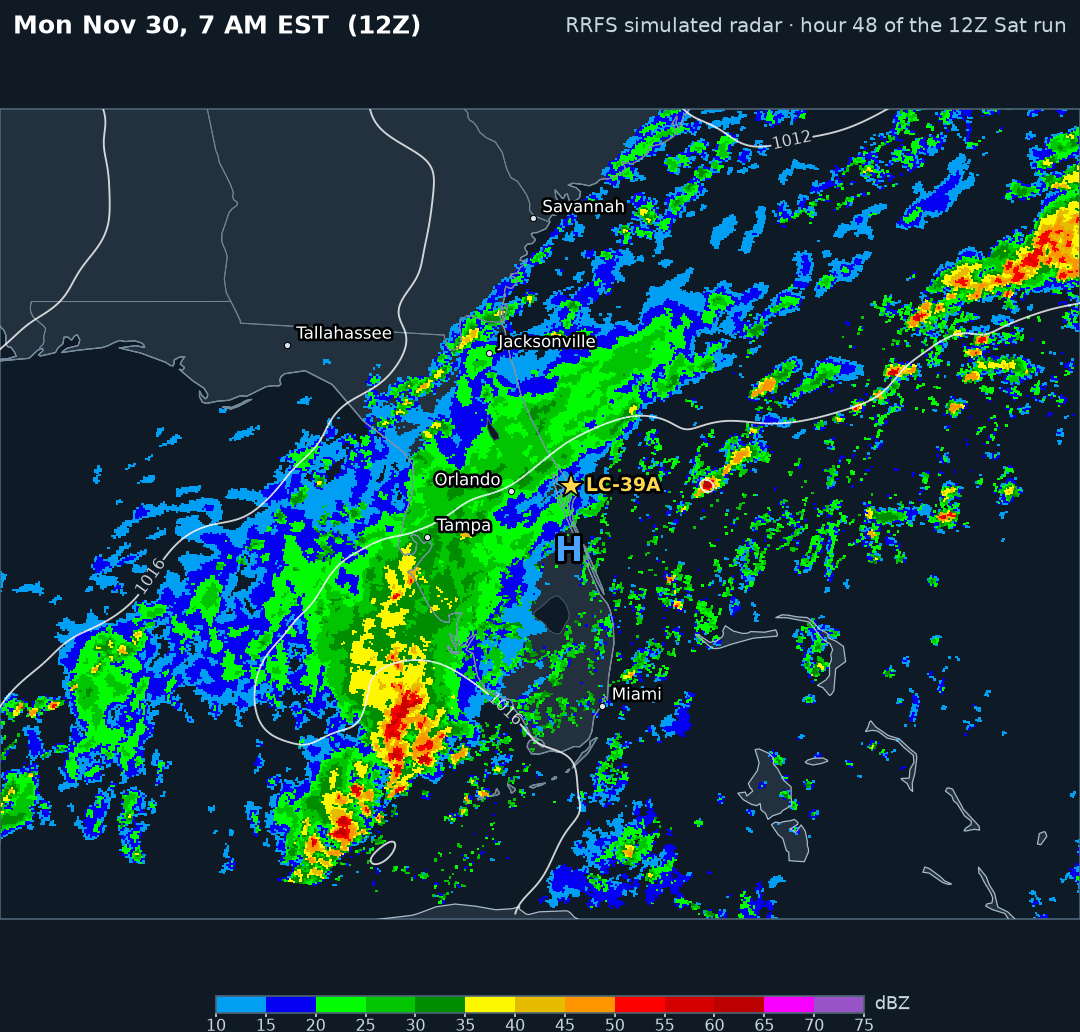 Mon Nov 30, 7 AM EST (12Z)
RRFS simulated radar · hour 48 of the 12Z Sat run
1012
Savannah
Tallahassee
Jacksonville
Orlando
LC-39A
Tampa
H
1016
Miami
1016
dBZ
10 15 20 25 30 35 40 45 50 55 60 65 70 75